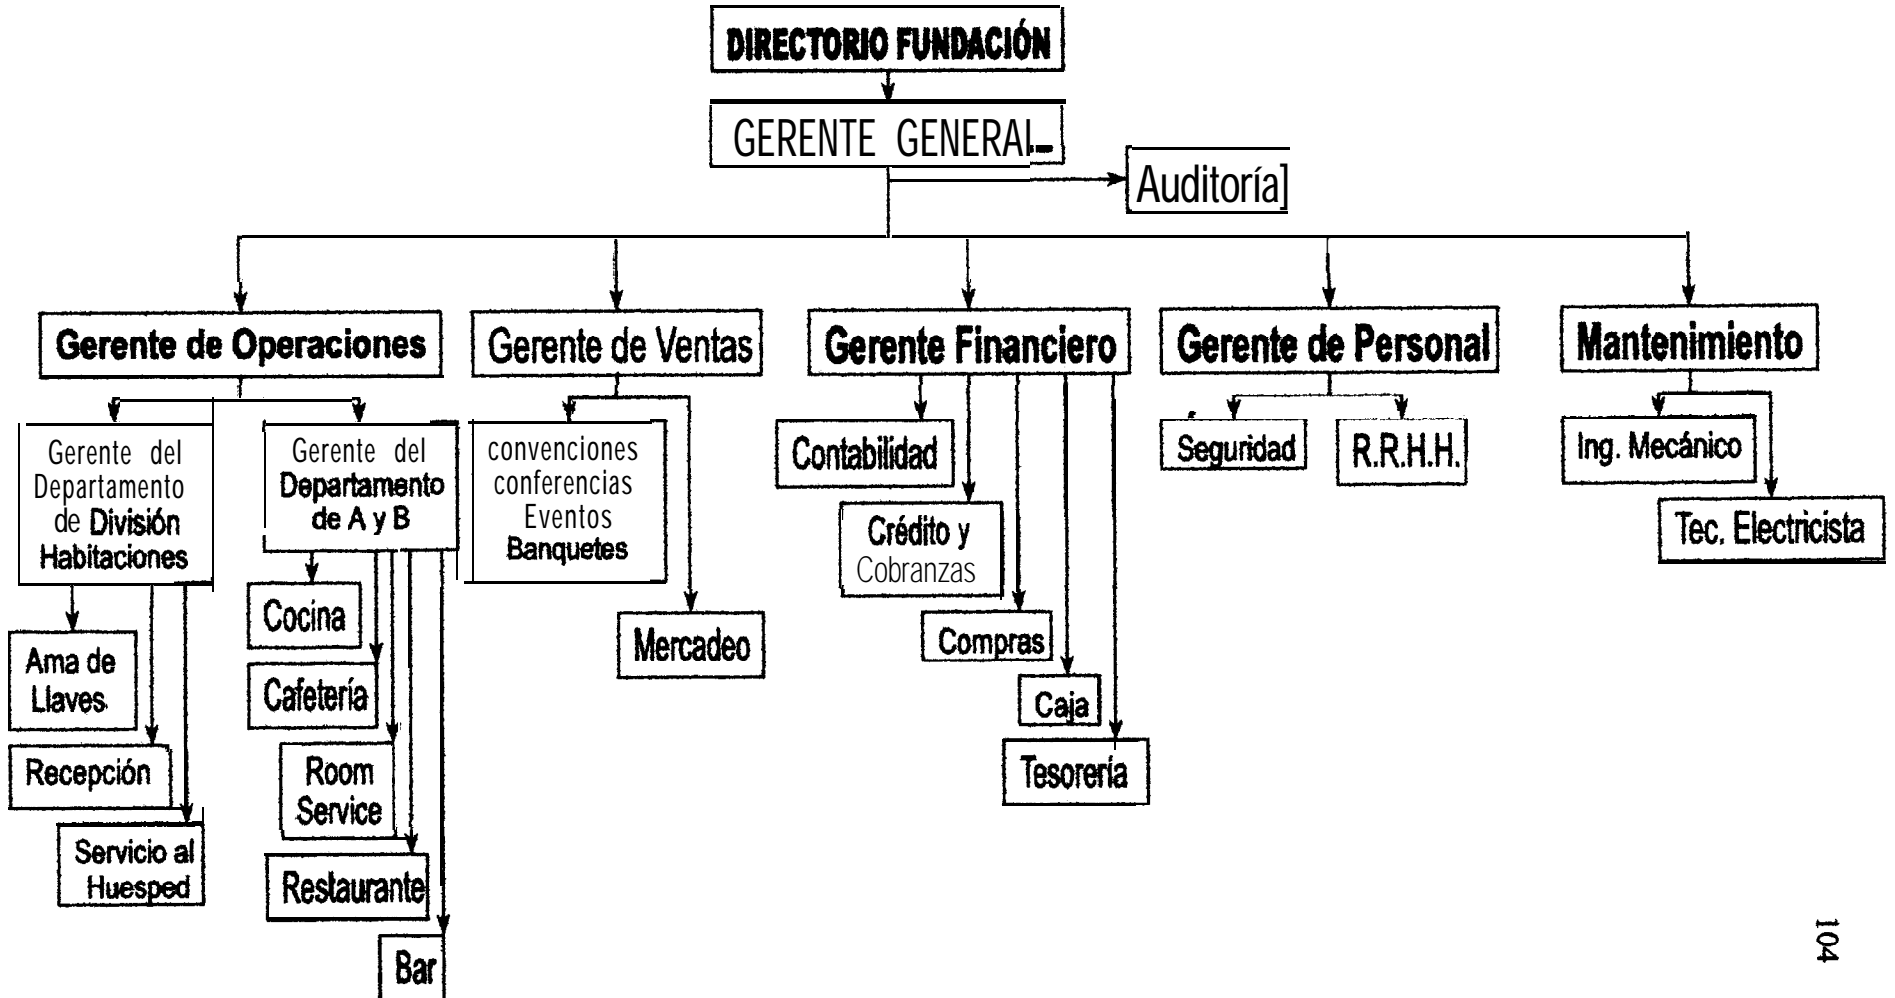 DIRECTORIO FUNDACIÓN
GERENTE GENERAL
Auditoría]
Gerente de Operaciones
Gerente de Ventas
Gerente Financiero
Gerente de Personal
Mantenimiento
Gerente del
Departamento
de División
Habitaciones
Gerente del
Departamento
de A y B
convenciones
conferencias
Eventos
Banquetes
Contabilidad
Seguridad
R.R.H.H.
Ing. Mecánico
Crédito y
Cobranzas
Tec. Electricista
Ama de
Llaves
Cocina
Mercadeo
Compras
Cafetería
Caja
Recepción
Room
Service
Tesorería
Servicio al
Huesped
Restaurante
Bar
104